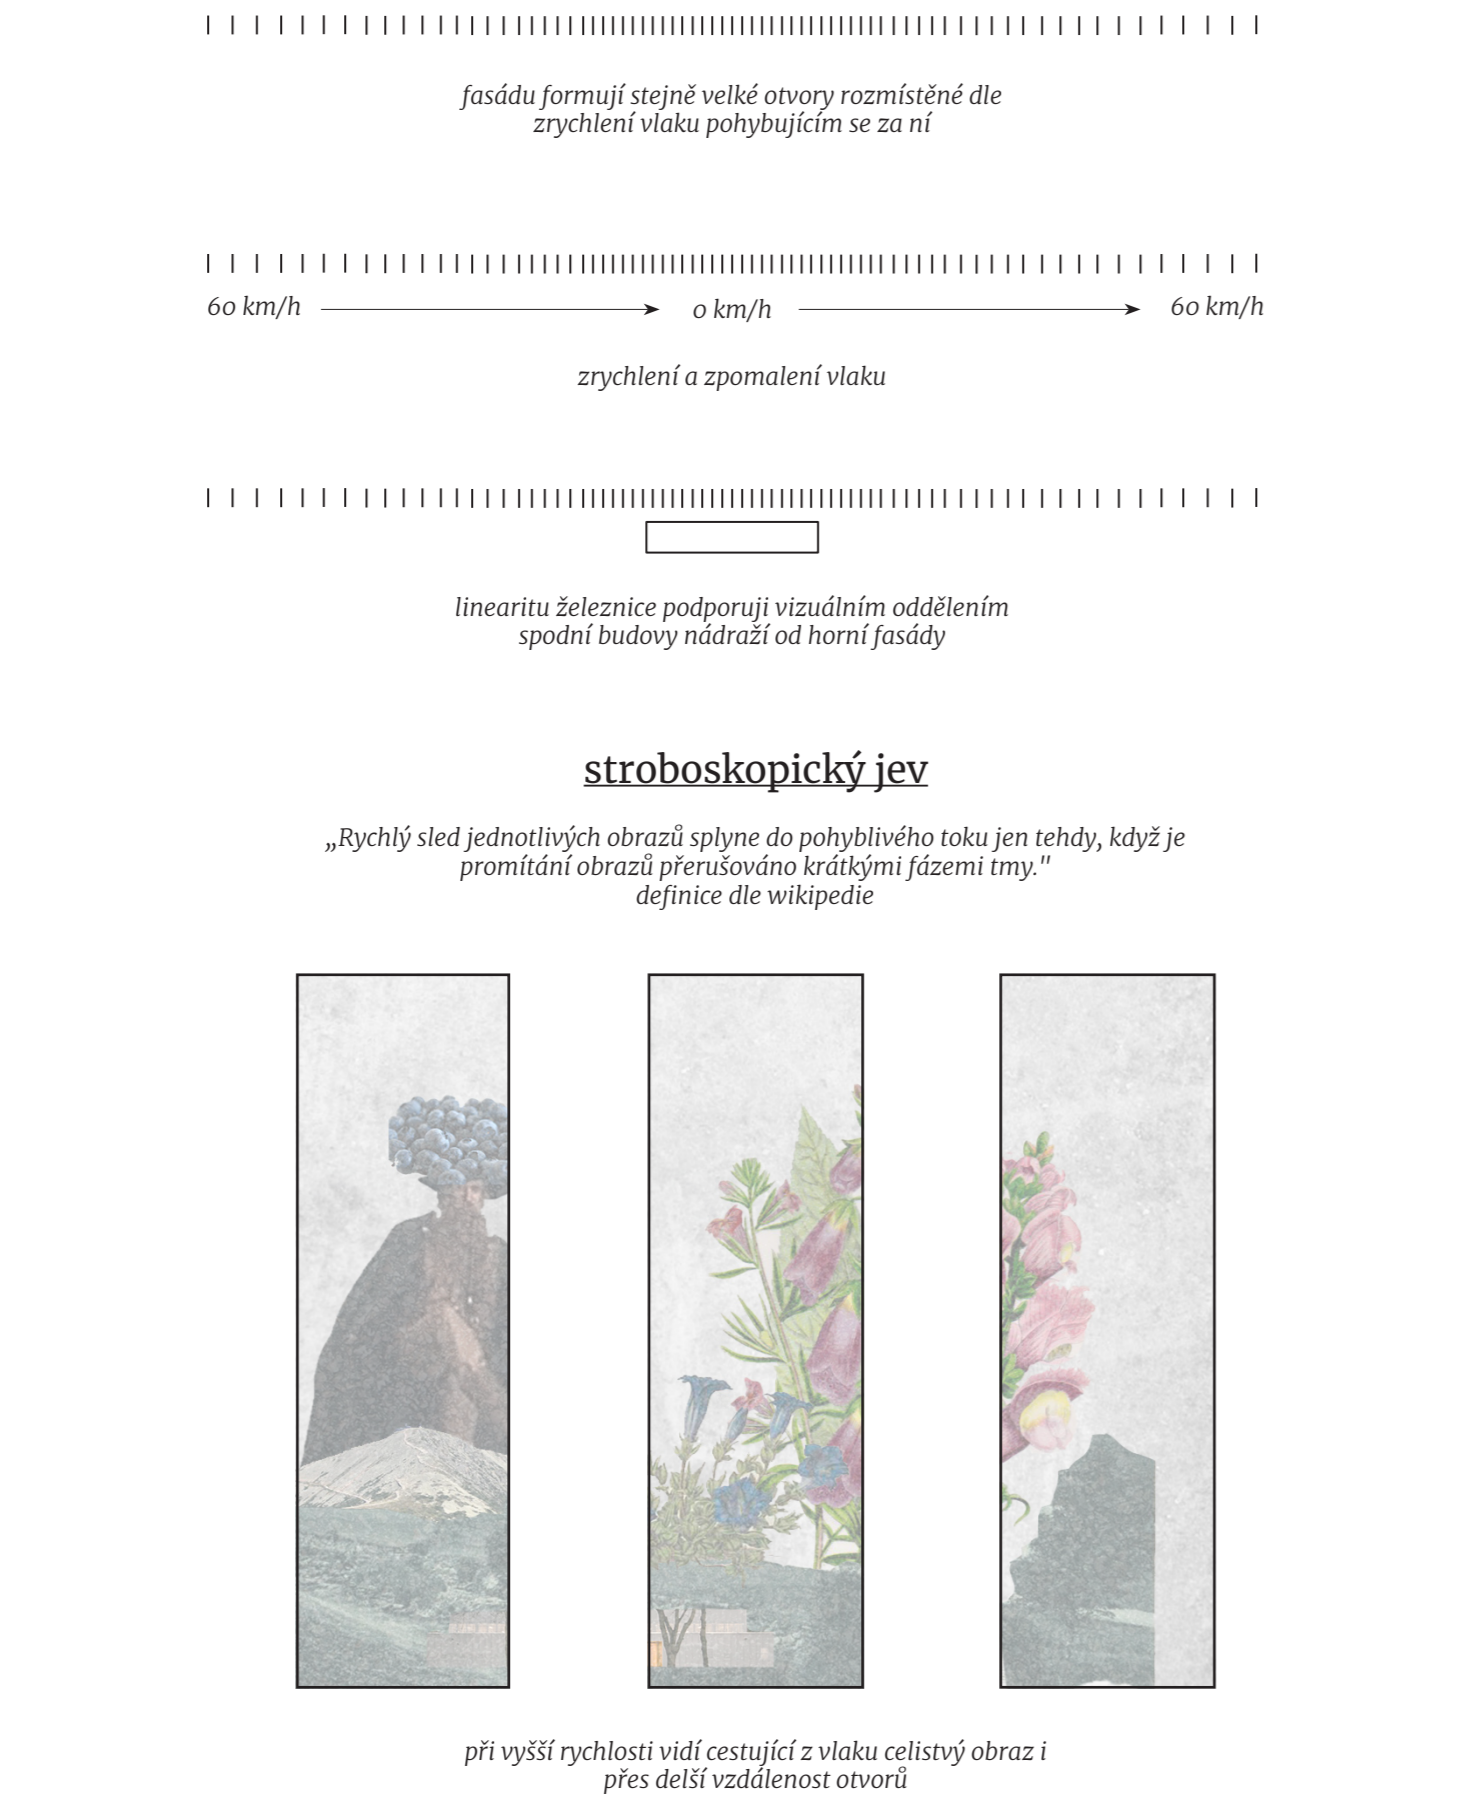 fasádu formují stejně velké otvory rozmístěné dle
zrychlení vlaku pohybujícím se za ní
60 km/h
0 km/h
60 km/h
zrychlení a zpomalení vlaku
linearitu železnice podporuji vizuálním oddělením
spodní budovy nádraží od horní fasády
stroboskopický jev
„Rychlý sled jednotlivých obrazů splyne do pohyblivého toku jen tehdy, když je
promítání obrazů přerušováno krátkými fázemi tmy."
definice dle wikipedie
při vyšší rychlosti vidí cestující z vlaku celistvý obraz i
přes delší vzdálenost otvorů